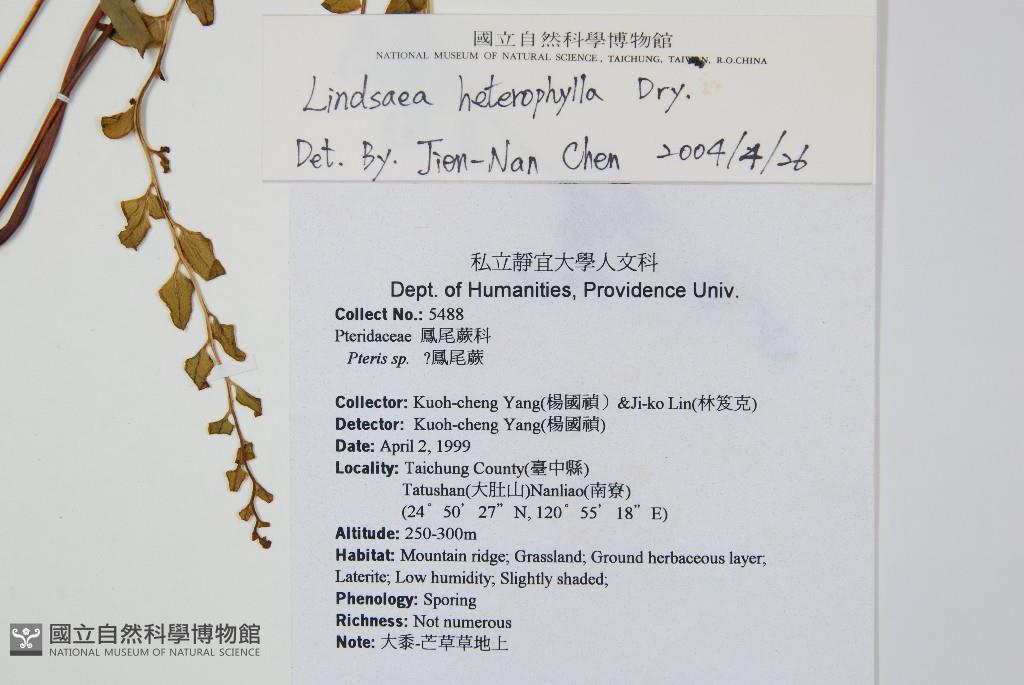 國立自然科學博物館
NATIONAL MUSEUM OF NATURAL SCIENCE, TAICHUNG, TAIWAN, R.O.CHINA
Lindsaea heterophylla Dry.
Det. By. Jion-Nan Chen 2004/4/26
私立靜宜大學人文科
Dept. of Humanities, Providence Univ.
Collect No.: 5488
Pteridaceae 鳳尾蕨科
Pteris sp. ?鳳尾蕨
Collector: Kuoh-cheng Yang(楊國禎）&Ji-ko Lin(林笈克)
Detector: Kuoh-cheng Yang(楊國禎)
Date: April 2, 1999
Locality: Taichung County(臺中縣)
Tatushan(大肚山)Nanliao(南寮)
(24° 50' 27" N, 120° 55' 18" E)
Altitude: 250-300m
Habitat: Mountain ridge; Grassland; Ground herbaceous layer;
Laterite; Low humidity; Slightly shaded;
Phenology: Sporing
Richness: Not numerous
Note: 大黍-芒草草地上
國立自然科學博物館
NATIONAL MUSEUM OF NATURAL SCIENCE